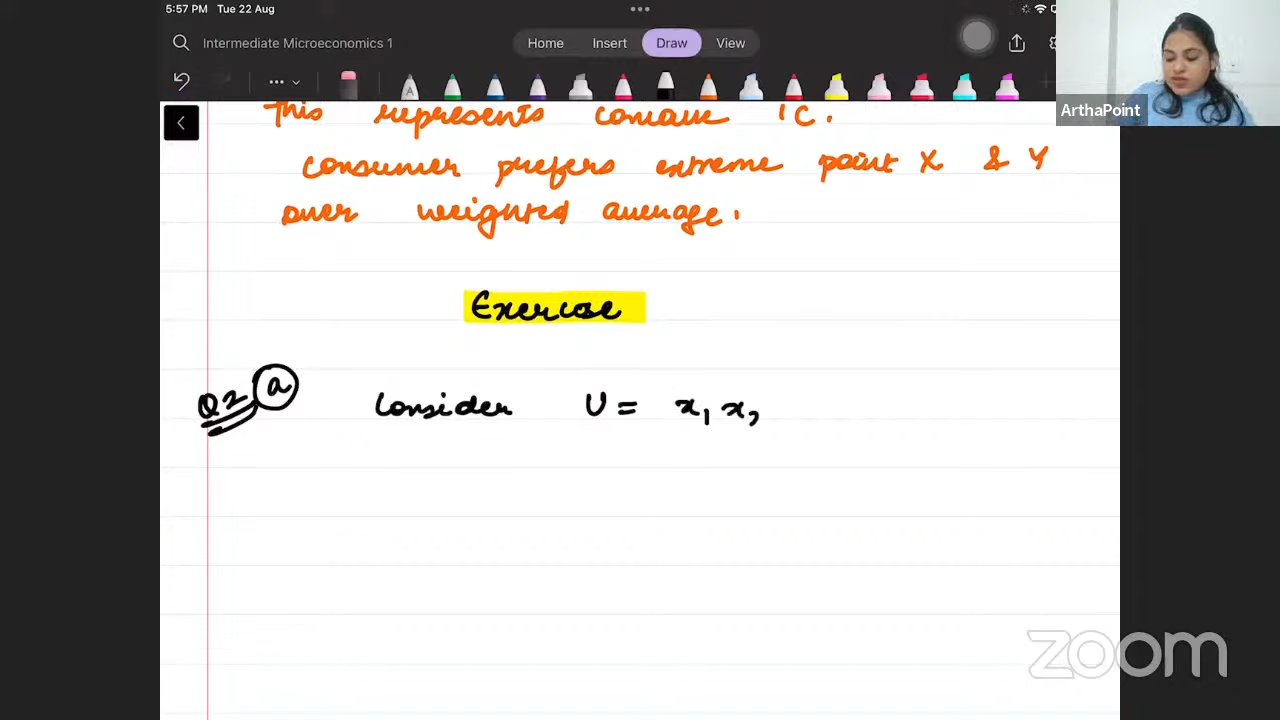 5:57 PM Tue 22 Aug
Intermediate Microeconomics 1
Home Insert Draw View
A
ArthaPoint
This represents concave IC.
consumer prefers extreme point X & Y
over weighted average.
Exercise
Q2 a Consider U = x₁ x₂
zoom